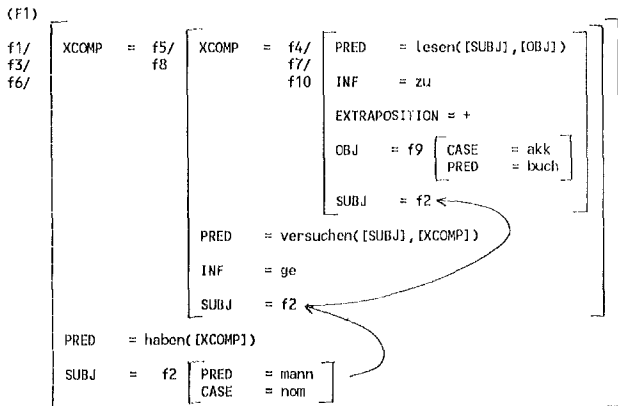 (F1)
f1/ XCOMP = f5/ XCOMP = f4/ PRED = lesen([SUBJ],[OBJ])
f3/ f8 f7/
f6/ f10 INF = zu
EXTRAPOSITION = +
OBJ = f9 CASE = akk
PRED = buch
SUBJ = f2
PRED = versuchen([SUBJ],[XCOMP])
INF = ge
SUBJ = f2
PRED = haben([XCOMP])
SUBJ = f2 PRED = mann
CASE = nom